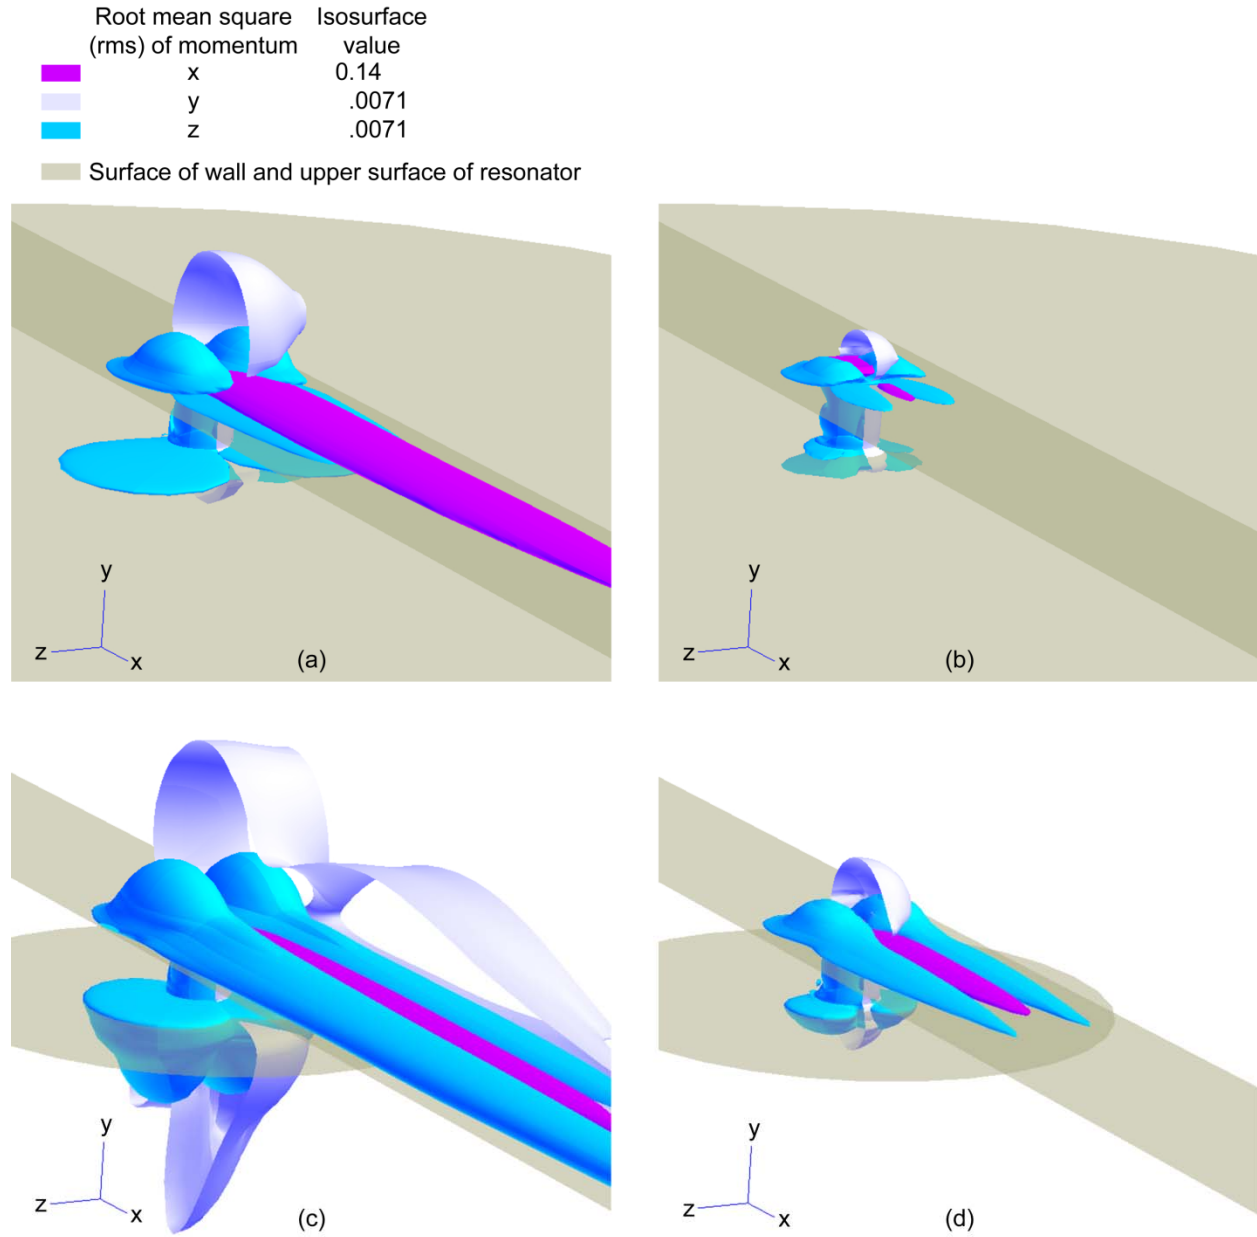 Root mean square Isosurface
(rms) of momentum value
x 0.14
y .0071
z .0071
Surface of wall and upper surface of resonator
y
z
x
(a)
y
z
x
(b)
y
z
x
(c)
y
z
x
(d)